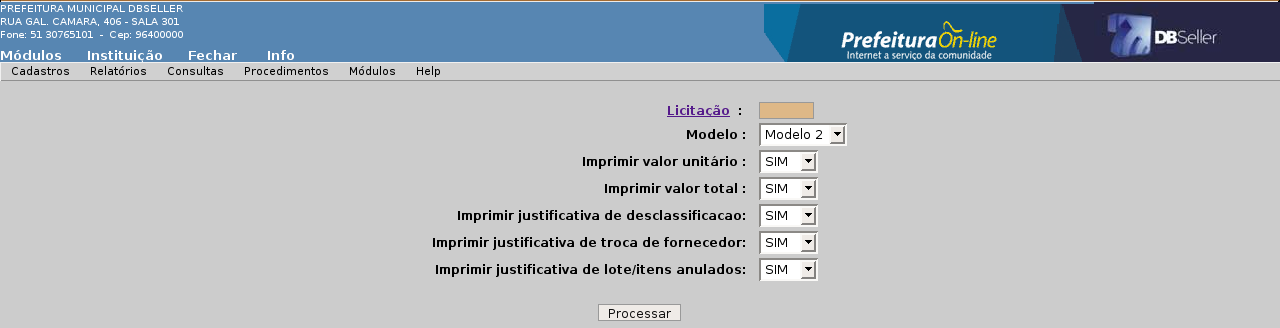 PREFEITURA MUNICIPAL DBSELLER
RUA GAL. CAMARA, 406 - SALA 301
Fone: 51 30765101 - Cep: 96400000
Módulos Instituição Fechar Info
PrefeituraOn-line
Internet a serviço da comunidade
DBSeller
Cadastros Relatórios Consultas Procedimentos Módulos Help
Licitação :
Modelo : Modelo 2
Imprimir valor unitário : SIM
Imprimir valor total : SIM
Imprimir justificativa de desclassificacao: SIM
Imprimir justificativa de troca de fornecedor: SIM
Imprimir justificativa de lote/itens anulados: SIM
Processar